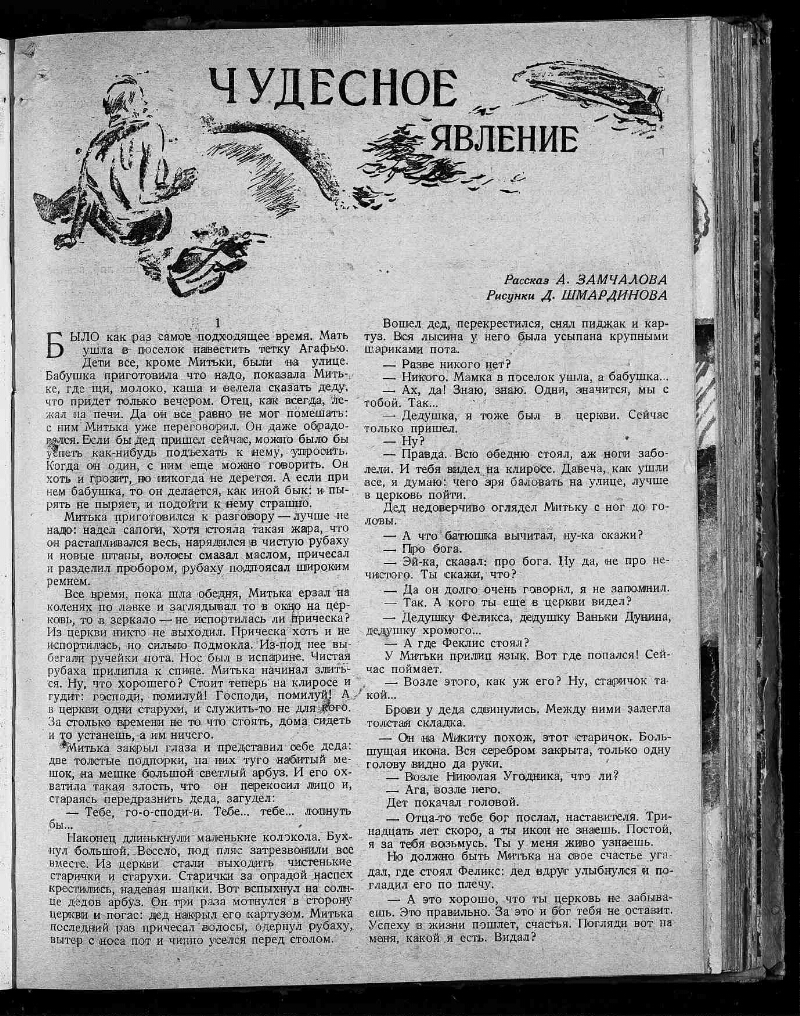 ЧУДЕСНОЕ
ЯВЛЕНИЕ
Рассказ А. ЗАМЧАЛОВА
Рисунки Д. ШМАРДИНОВА
1
БЫЛО как раз самое подходящее время. Мать
ушла в поселок навестить тетку Агафью.
Дети все, кроме Митьки, были на улице.
Бабушка приготовила что надо, показала Мить-
ке, где щи, молоко, каша и велела сказать деду,
что придет только вечером. Отец, как всегда, ле-
жал на печи. Да он все равно не мог помешать:
с ним Митька уже переговорил. Он даже обрадо-
вался. Если бы дед пришел сейчас, можно было бы
успеть как-нибудь подъехать к нему, упросить.
Когда он один, с ним еще можно говорить. Он
хоть и грозит, но никогда не дерется. А если при
нем бабушка, то он делается, как иной бык: и пы-
рять не пыряет, и подойти к нему страшно.
Митька приготовился к разговору — лучше не
надо: надел сапоги, хотя стояла такая жара, что
он расталливался весь, нарядился в чистую рубаху
и новые штаны, волосы смазал маслом, причесал
и разделил пробором, рубаху подпоясал широким
ремнем.
Все время, пока шла обедня, Митька ерзал на
коленях по лавке и заглядывал то в окно на цер-
ковь, то в зеркало — не испортилась ли прическа?
Из церкви никто не выходил. Прическа хоть и не
испортилась, но сильно подмокла. Из-под нее вы-
бегали ручейки пота. Нос был в испарине. Чистая
рубаха прилипла к спине. Митька начинал злить-
ся. Ну, что хорошего? Стоит теперь на клиросе и
гудит: господи, помилуй! Господи, помилуй! А
в церкви одни старухи, и служить-то не для кого.
За столько времени не то что стоять, дома сидеть
и то устанешь, а им ничего.
Митька закрыл глаза и представил себе деда:
две толстые подпорки, на них туго набитый ме-
шок, на мешке большой светлый арбуз. И его ох-
ватила такая злость, что он перекосил лицо и,
стараясь передразнить деда, загудел:
— Тебе, го-о-споди-и. Тебе... тебе... лопнуть
бы...
Наконец длинькнули маленькие колокола. Бух-
нул большой. Весело, под пляс затрезвонили все
вместе. Из церкви стали выходить чистенькие
старички и старухи. Старички за оградой наспех
крестились, надевая шапки. Вот вспыхнул на солн-
це дедов арбуз. Он три раза мотнулся в сторону
церкви и погас: дед накрыл его картузом. Митька
последний раз причесал волосы, одернул рубаху,
вытер с носа пот и чинно уселся перед столом.
Вошел дед, перекрестился, снял пиджак и кар-
туз. Вся лысина у него была усыпана крупными
шариками пота.
— Разве никого нет?
— Никого. Мамка в поселок ушла, а бабушка...
— Ах, да! Знаю, знаю. Одни, значится, мы с
тобой. Так...
— Дедушка, я тоже был в церкви. Сейчас
только пришел.
— Ну?
— Правда. Всю обедню стоял, аж ноги забо-
лели. И тебя видел на клиросе. Давеча, как ушли
все, я думаю: чего зря баловать на улице, лучше
в церковь пойти.
Дед недоверчиво оглядел Митьку с ног до го-
ловы.
— А что батюшка вычитал, ну-ка скажи?
— Про бога.
— Эй-ка, сказал: про бога. Ну да, не про не-
чистого. Ты скажи, что?
— Да он долго очень говорил, я не запомнил.
— Так. А кого ты еще в церкви видел?
— Дедушку Феликса, дедушку Ваньки Дунина,
дедушку хромого...
— А где Феклис стоял?
У Митьки прилип язык. Вот где попался! Сей-
час поймает.
— Возле этого, как уж его? Ну, старичок та-
кой...
Брови у деда сдвинулись. Между ними залегла
толстая складка.
— Он на Микиту похож, этот старичок. Боль-
шущая икона. Вся серебром закрыта, только одну
голову видно да руки.
— Возле Николая Угодника, что ли?
— Ага, возле него.
Дет покачал головой.
— Отца-то тебе бог послал, наставителя. Три-
надцать лет скоро, а ты икон не знаешь. Постой,
я за тебя возьмусь. Ты у меня живо узнаешь.
Но должно быть Митька на свое счастье уга-
дал, где стоял Феликс: дед вдруг улыбнулся и по-
гладил его по плечу.
— А это хорошо, что ты церковь не забыва-
ешь. Это правильно. За это и бог тебя не оставит.
Успеху в жизни пошлет, счастья. Погляди вот на
меня, какой я есть. Видал?